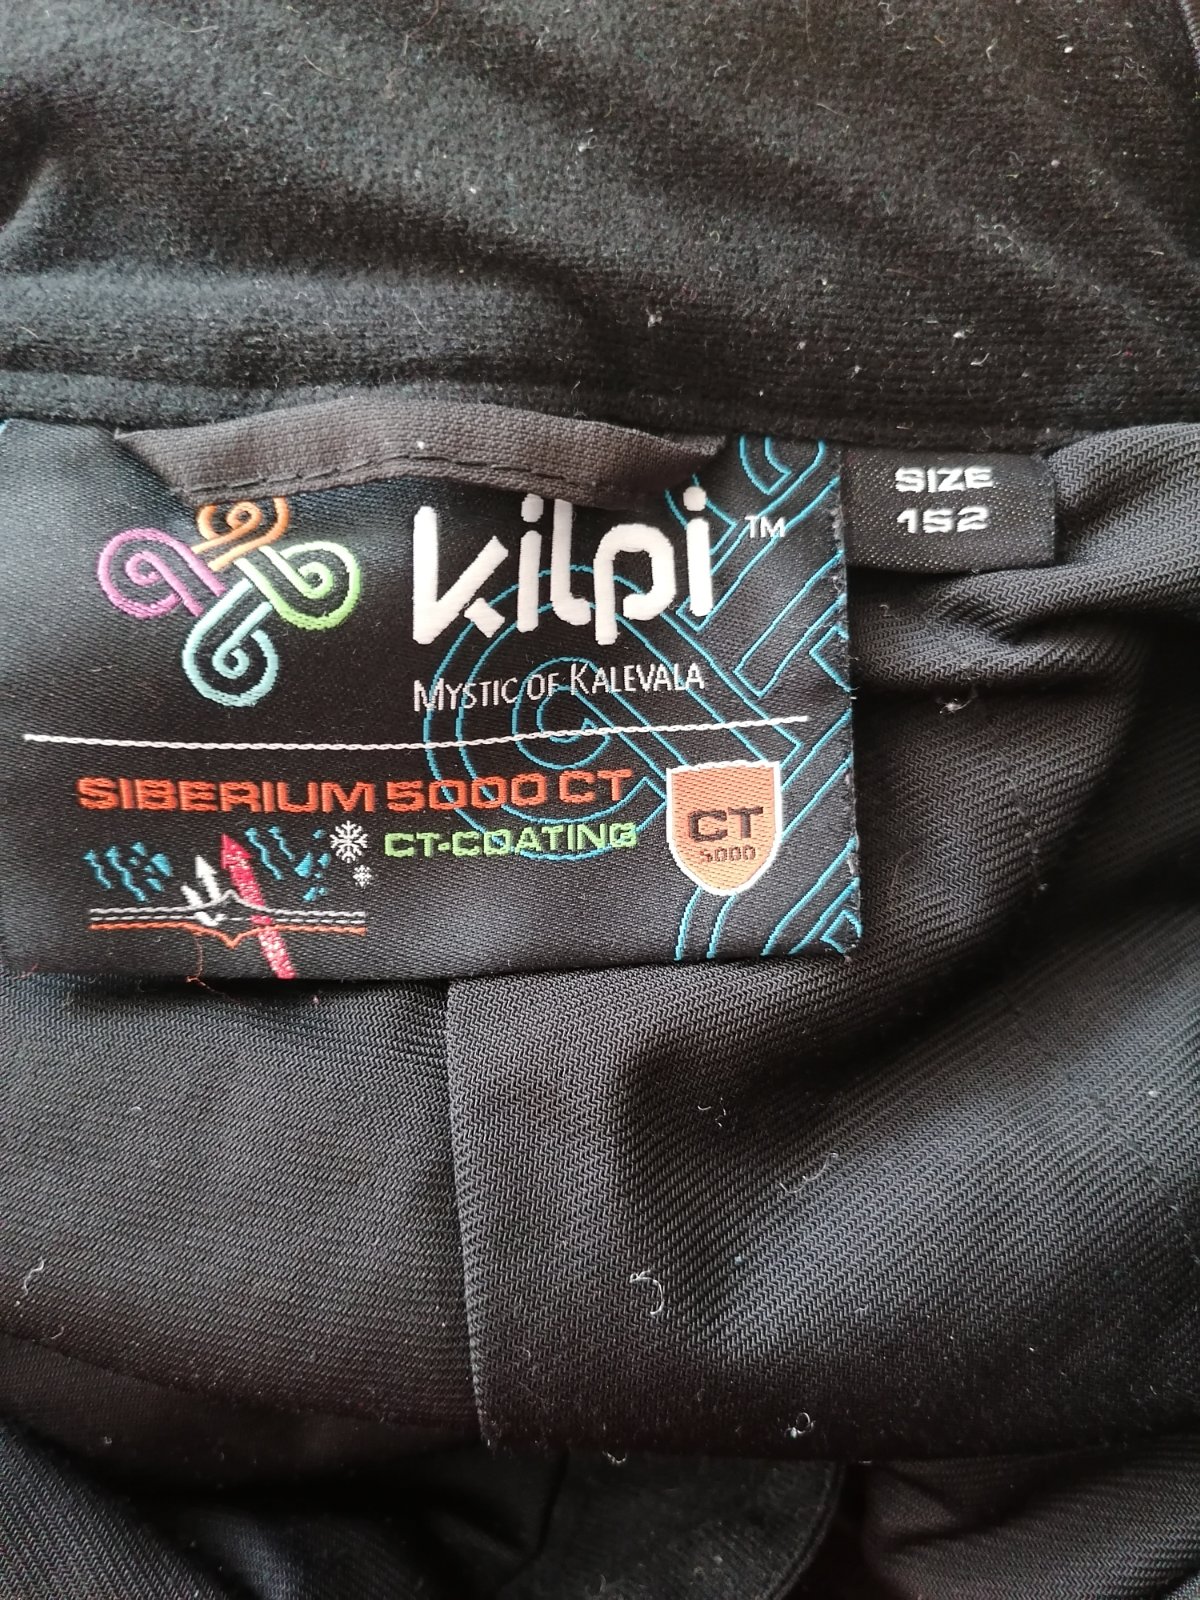 kilpi™
SIZE
152
MYSTIC OF KALEVALA
SIBERIUM 5000 CT
CT-COATING
CT
5000